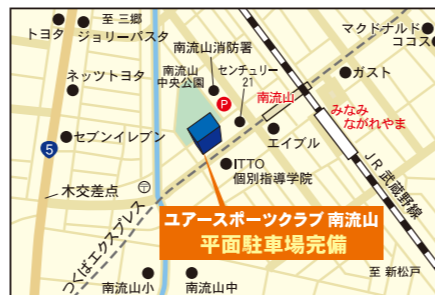 至 三郷
トヨタ
ジョリーパスタ
マクドナルド
ココス
南流山消防署
ネッツトヨタ
南流山
中央公園
センチュリー
21
ガスト
P
南流山
みなみ
ながれやま
セブンイレブン
エイブル
5
ITTO
個別指導学院
JR 武蔵野線
木交差点
〒
ユアースポーツクラブ 南流山
平面駐車場完備
つくばエクスプレス
至 新松戸
南流山小
南流山中